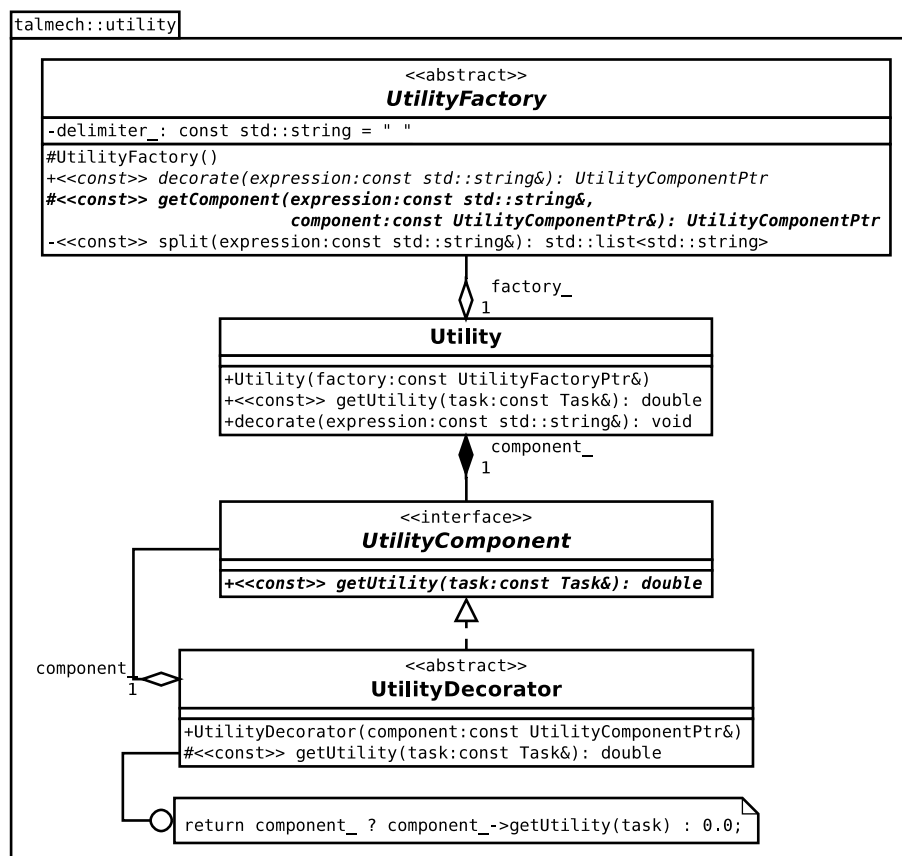 talmech::utility
<<abstract>>
UtilityFactory
-delimiter_: const std::string = " "
#UtilityFactory()
+<<const>> decorate(expression:const std::string&): UtilityComponentPtr
#<<const>> getComponent(expression:const std::string&,
component:const UtilityComponentPtr&): UtilityComponentPtr
-<<const>> split(expression:const std::string&): std::list<std::string>
factory_
1
Utility
+Utility(factory:const UtilityFactoryPtr&)
+<<const>> getUtility(task:const Task&): double
+decorate(expression:const std::string&): void
component_
1
<<interface>>
UtilityComponent
+<<const>> getUtility(task:const Task&): double
component_
1
<<abstract>>
UtilityDecorator
+UtilityDecorator(component:const UtilityComponentPtr&)
#<<const>> getUtility(task:const Task&): double
return component_ ? component_->getUtility(task) : 0.0;